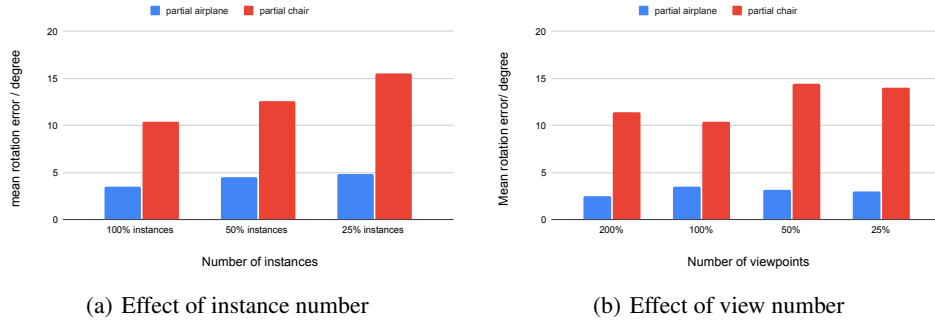 partial airplane partial chair
mean rotation error / degree
20
15
10
5
0
100% instances 50% instances 25% instances
Number of instances
(a) Effect of instance number
partial airplane partial chair
Mean rotation error/ degree
20
15
10
5
0
200% 100% 50% 25%
Number of viewpoints
(b) Effect of view number